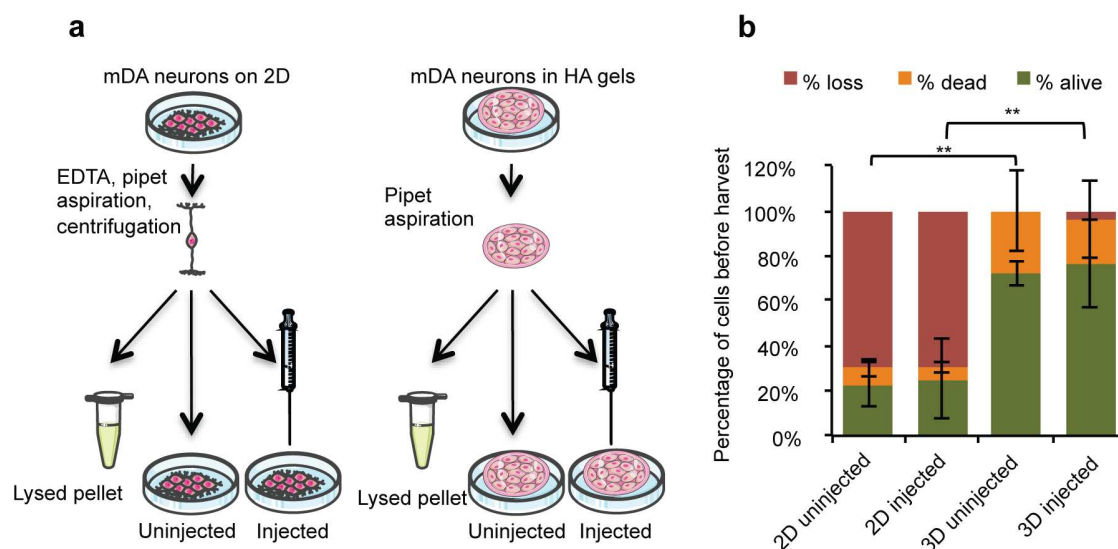 a
mDA neurons on 2D
EDTA, pipet
aspiration,
centrifugation
Lysed pellet
Uninjected
Injected
mDA neurons in HA gels
Pipet
aspiration
Lysed pellet
Uninjected
Injected
b
% loss
% dead
% alive
**
**
Percentage of cells before harvest
120%
100%
80%
60%
40%
20%
0%
2D uninjected
2D injected
3D uninjected
3D injected